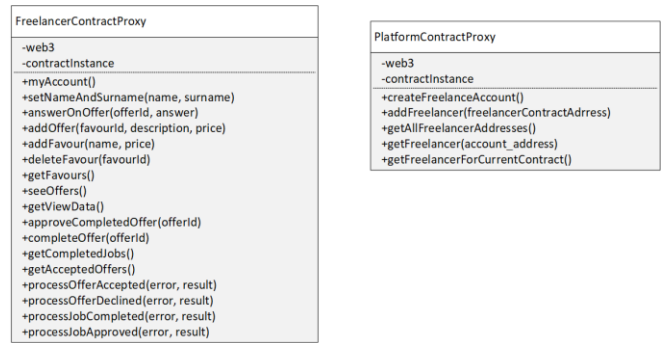 FreelancerContractProxy
-web3
-contractInstance
+myAccount()
+setNameAndSurname(name, surname)
+answerOnOffer(offerId, answer)
+addOffer(favourId, description, price)
+addFavour(name, price)
+deleteFavour(favourId)
+getFavours()
+seeOffers()
+getViewData()
+approveCompletedOffer(offerId)
+completeOffer(offerId)
+getCompletedJobs()
+getAcceptedOffers()
+processOfferAccepted(error, result)
+processOfferDeclined(error, result)
+processJobCompleted(error, result)
+processJobApproved(error, result)
PlatformContractProxy
-web3
-contractInstance
+createFreelanceAccount()
+addFreelancer(freelancerContractAdrress)
+getAllFreelancerAddresses()
+getFreelancer(account_address)
+getFreelancerForCurrentContract()